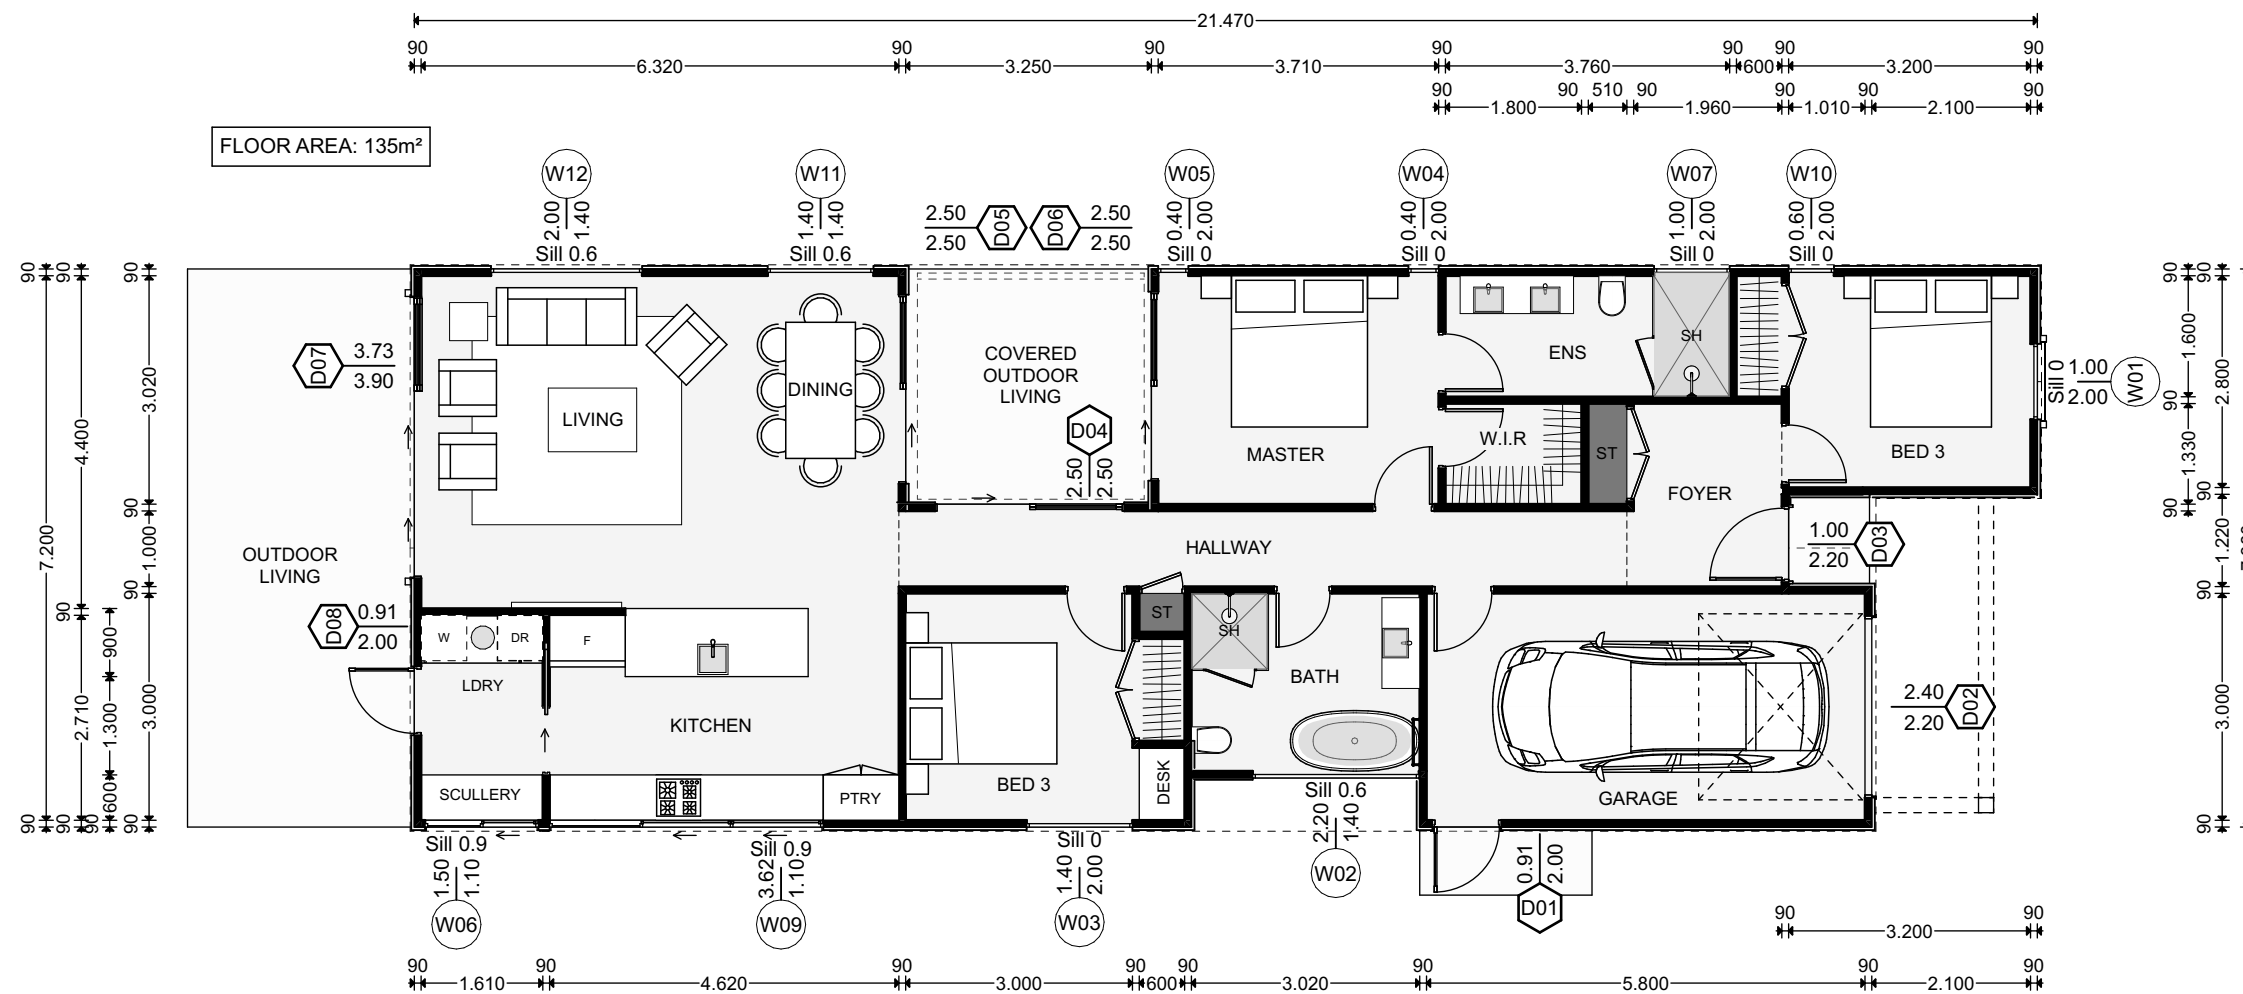 21.470
90 90 90 90 90 90 90
6.320 3.250 3.710 3.760 600 3.200
90 90 510 90 90 90 90
1.800 1.960 1.010 2.100
FLOOR AREA: 135m²
W12 W11 W05 W04 W07 W10
2.00 1.40 1.40 1.40 0.40 2.00 0.40 2.00 1.00 2.00 0.60 2.00
2.50 D05 D06 2.50
2.50 2.50
Sill 0.6 Sill 0.6 Sill 0 Sill 0 Sill 0 Sill 0
90 90 90 90 90
COVERED
OUTDOOR
LIVING
D07 3.73
3.90
LIVING
DINING
D04
2.50 2.50
MASTER
ENS
SH
W.I.R
ST
FOYER
BED 3
Sill 0 1.00
2.00 W01
7.200
90
4.400
90
2.710
90
900
1.300
600
90
3.020
90
1.000
90
3.000
90
1.600
90
1.330
90
2.800
90
1.220
90
3.000
90
OUTDOOR
LIVING
HALLWAY
1.00
2.20 D03
D08 0.91
2.00
W DR F
LDRY
KITCHEN
SCULLERY
PTRY
ST
SH
BATH
BED 3
DESK
GARAGE
2.40
2.20 D02
Sill 0.9 Sill 0.9 Sill 0 Sill 0.6
1.50 1.10 3.62 1.10 1.40 2.00 2.20 1.40 0.91 2.00
W06 W09 W03 W02 D01
90 90
3.200
90 90 90 90 90 90 90 90
1.610 4.620 3.000 600 3.020 5.800 2.100